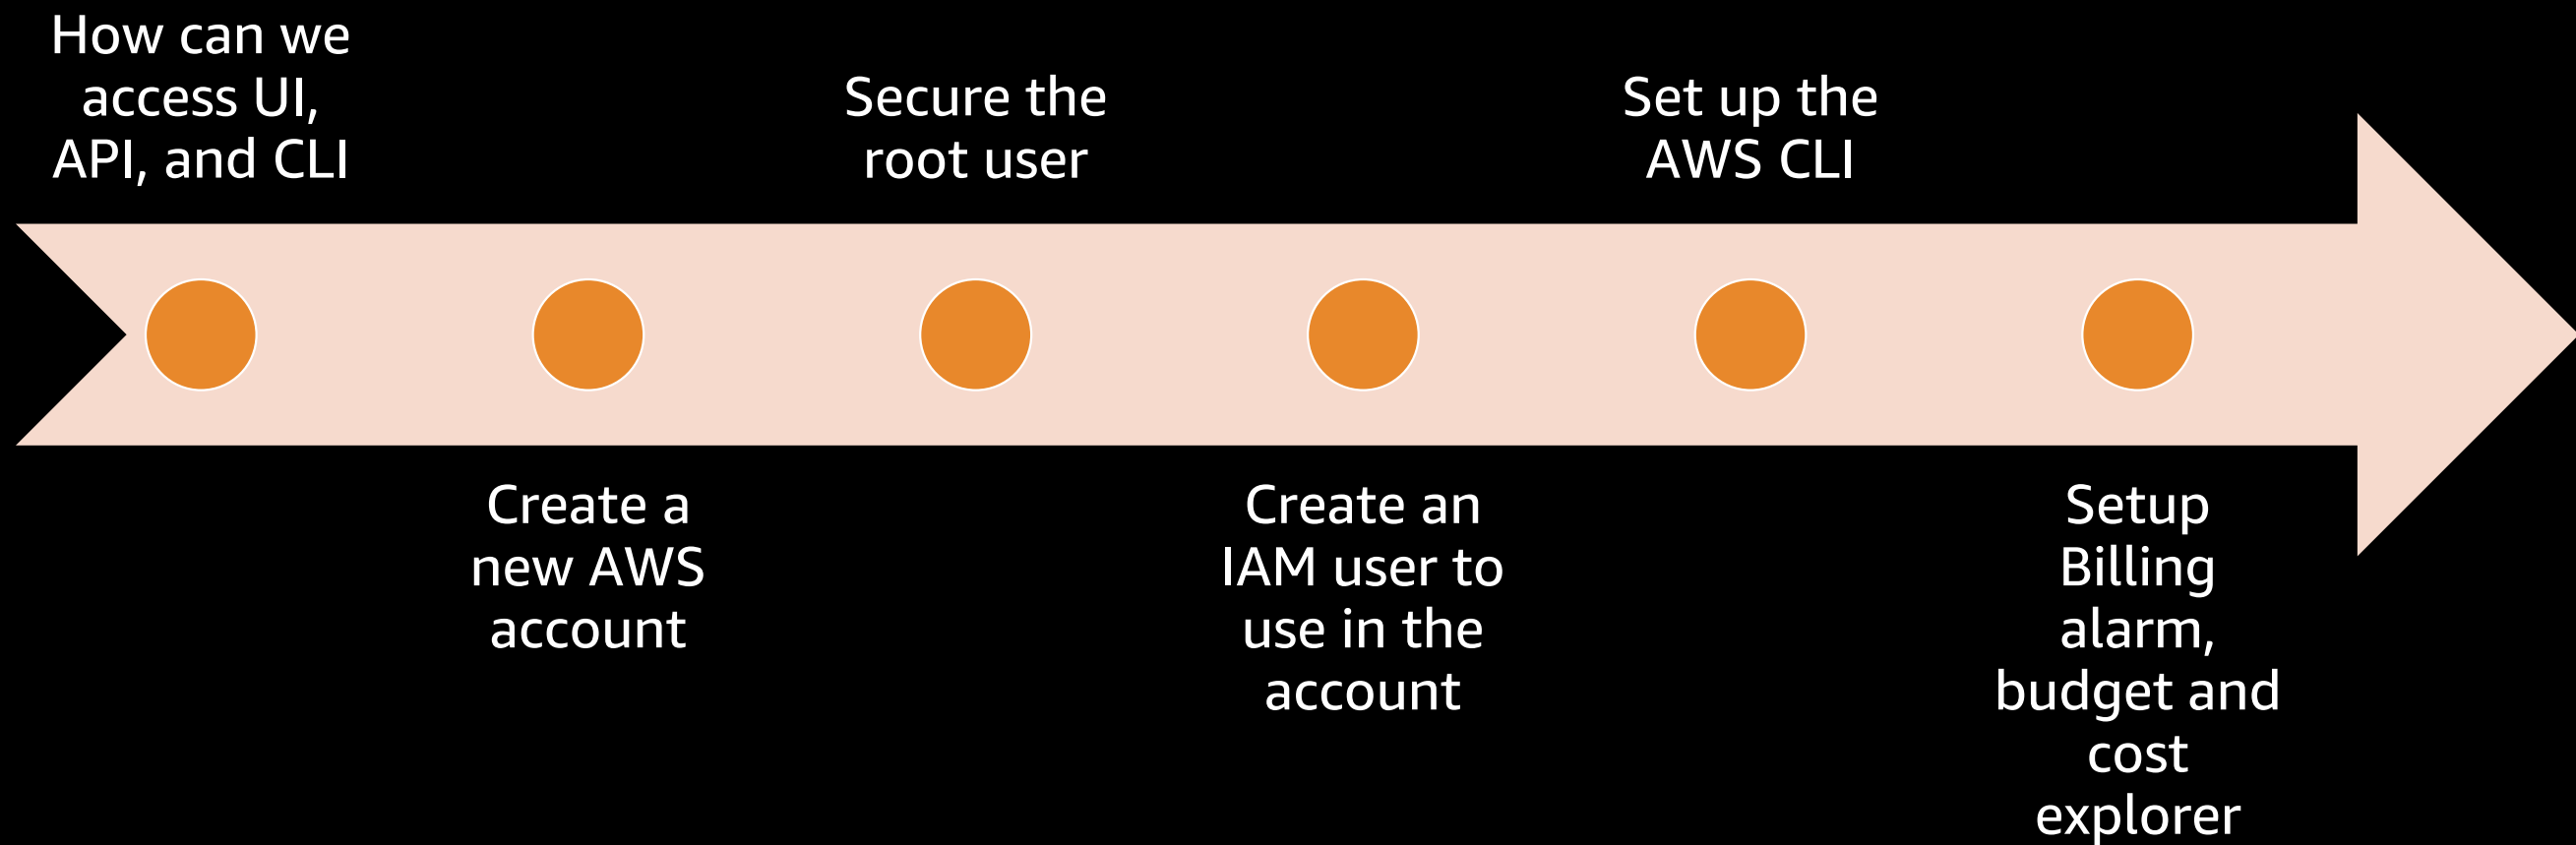 How can we
access UI,
API, and CLI
Create a
new AWS
account
Secure the
root user
Create an
IAM user to
use in the
account
Set up the
AWS CLI
Setup
Billing
alarm,
budget and
cost
explorer